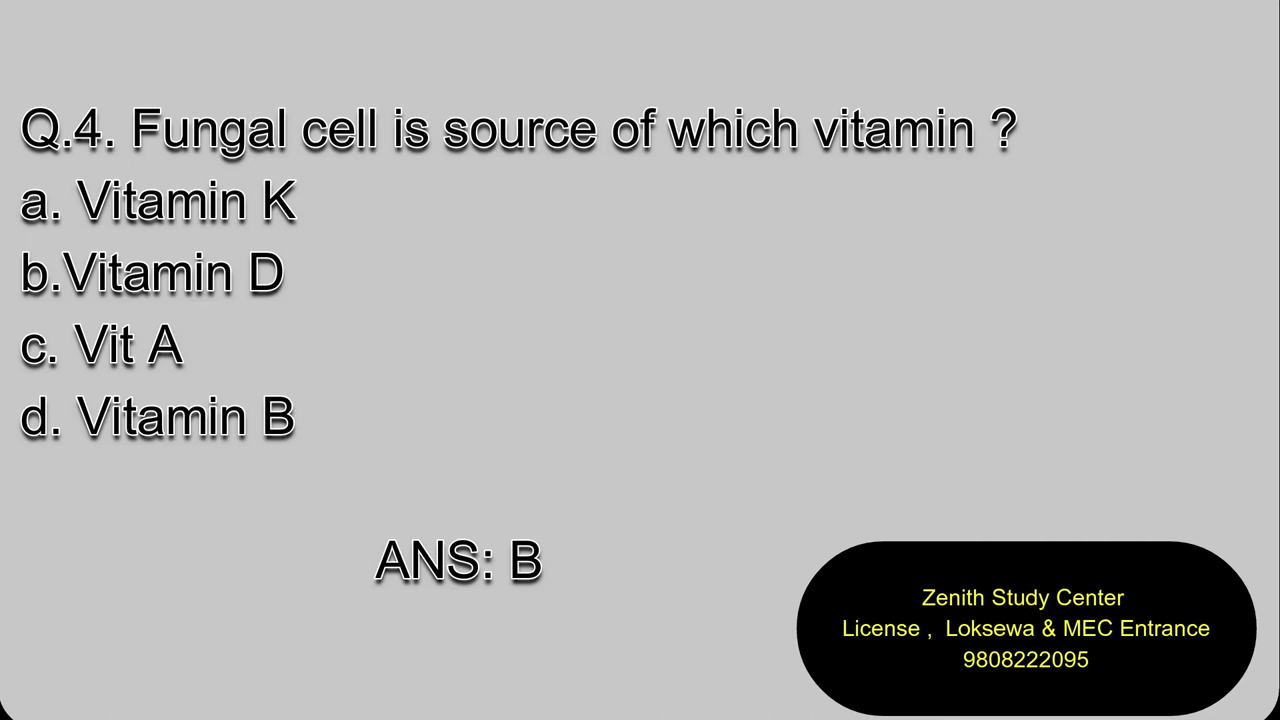 Q.4. Fungal cell is source of which vitamin ?
a. Vitamin K
b.Vitamin D
c. Vit A
d. Vitamin B
ANS: B
Zenith Study Center
License ,  Loksewa & MEC Entrance
9808222095